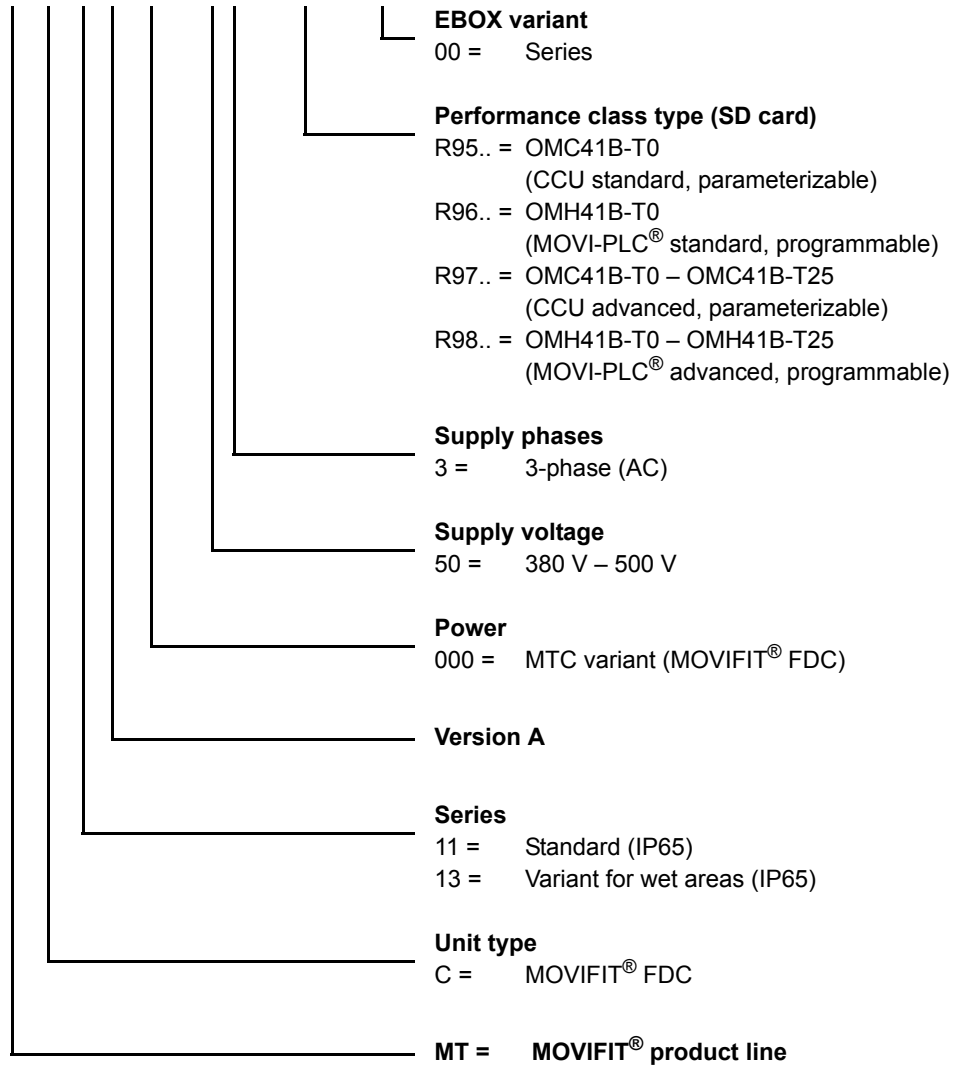 EBOX variant
00 = Series
Performance class type (SD card)
R95.. = OMC41B-T0
(CCU standard, parameterizable)
R96.. = OMH41B-T0
(MOVI-PLC® standard, programmable)
R97.. = OMC41B-T0 – OMC41B-T25
(CCU advanced, parameterizable)
R98.. = OMH41B-T0 – OMH41B-T25
(MOVI-PLC® advanced, programmable)
Supply phases
3 = 3-phase (AC)
Supply voltage
50 = 380 V – 500 V
Power
000 = MTC variant (MOVIFIT® FDC)
Version A
Series
11 = Standard (IP65)
13 = Variant for wet areas (IP65)
Unit type
C = MOVIFIT® FDC
MT = MOVIFIT® product line